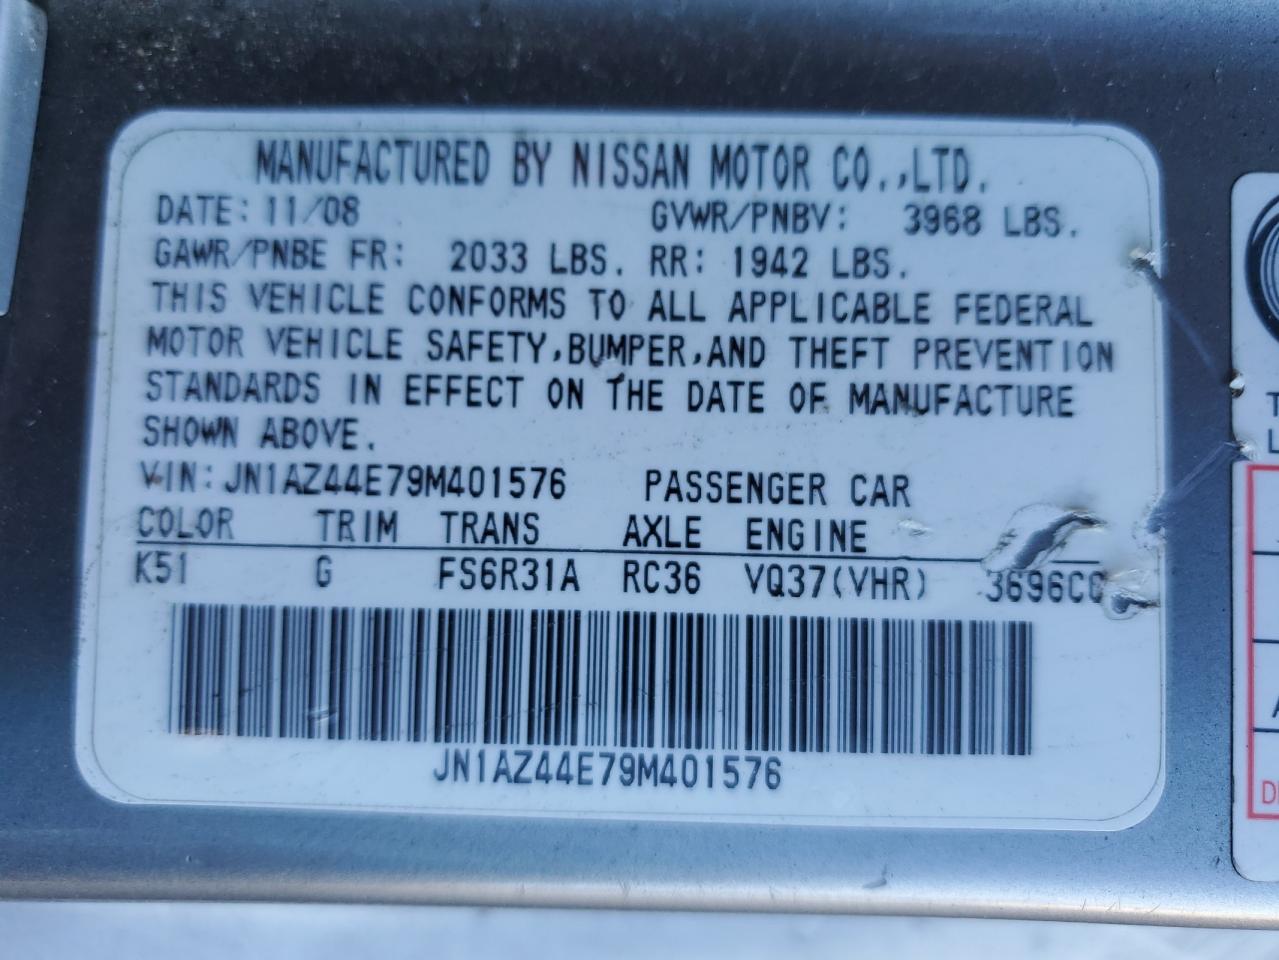 MANUFACTURED BY NISSAN MOTOR CO.,LTD.
DATE: 11/08 GVWR/PNBV: 3968 LBS.
GAWR/PNBE FR: 2033 LBS. RR: 1942 LBS.
THIS VEHICLE CONFORMS TO ALL APPLICABLE FEDERAL
MOTOR VEHICLE SAFETY,BUMPER,AND THEFT PREVENTION
STANDARDS IN EFFECT ON THE DATE OF MANUFACTURE
SHOWN ABOVE.
VIN: JN1AZ44E79M401576 PASSENGER CAR
COLOR TRIM TRANS AXLE ENGINE
K51 G FS6R31A RC36 VQ37(VHR) 3696CC
JN1AZ44E79M401576